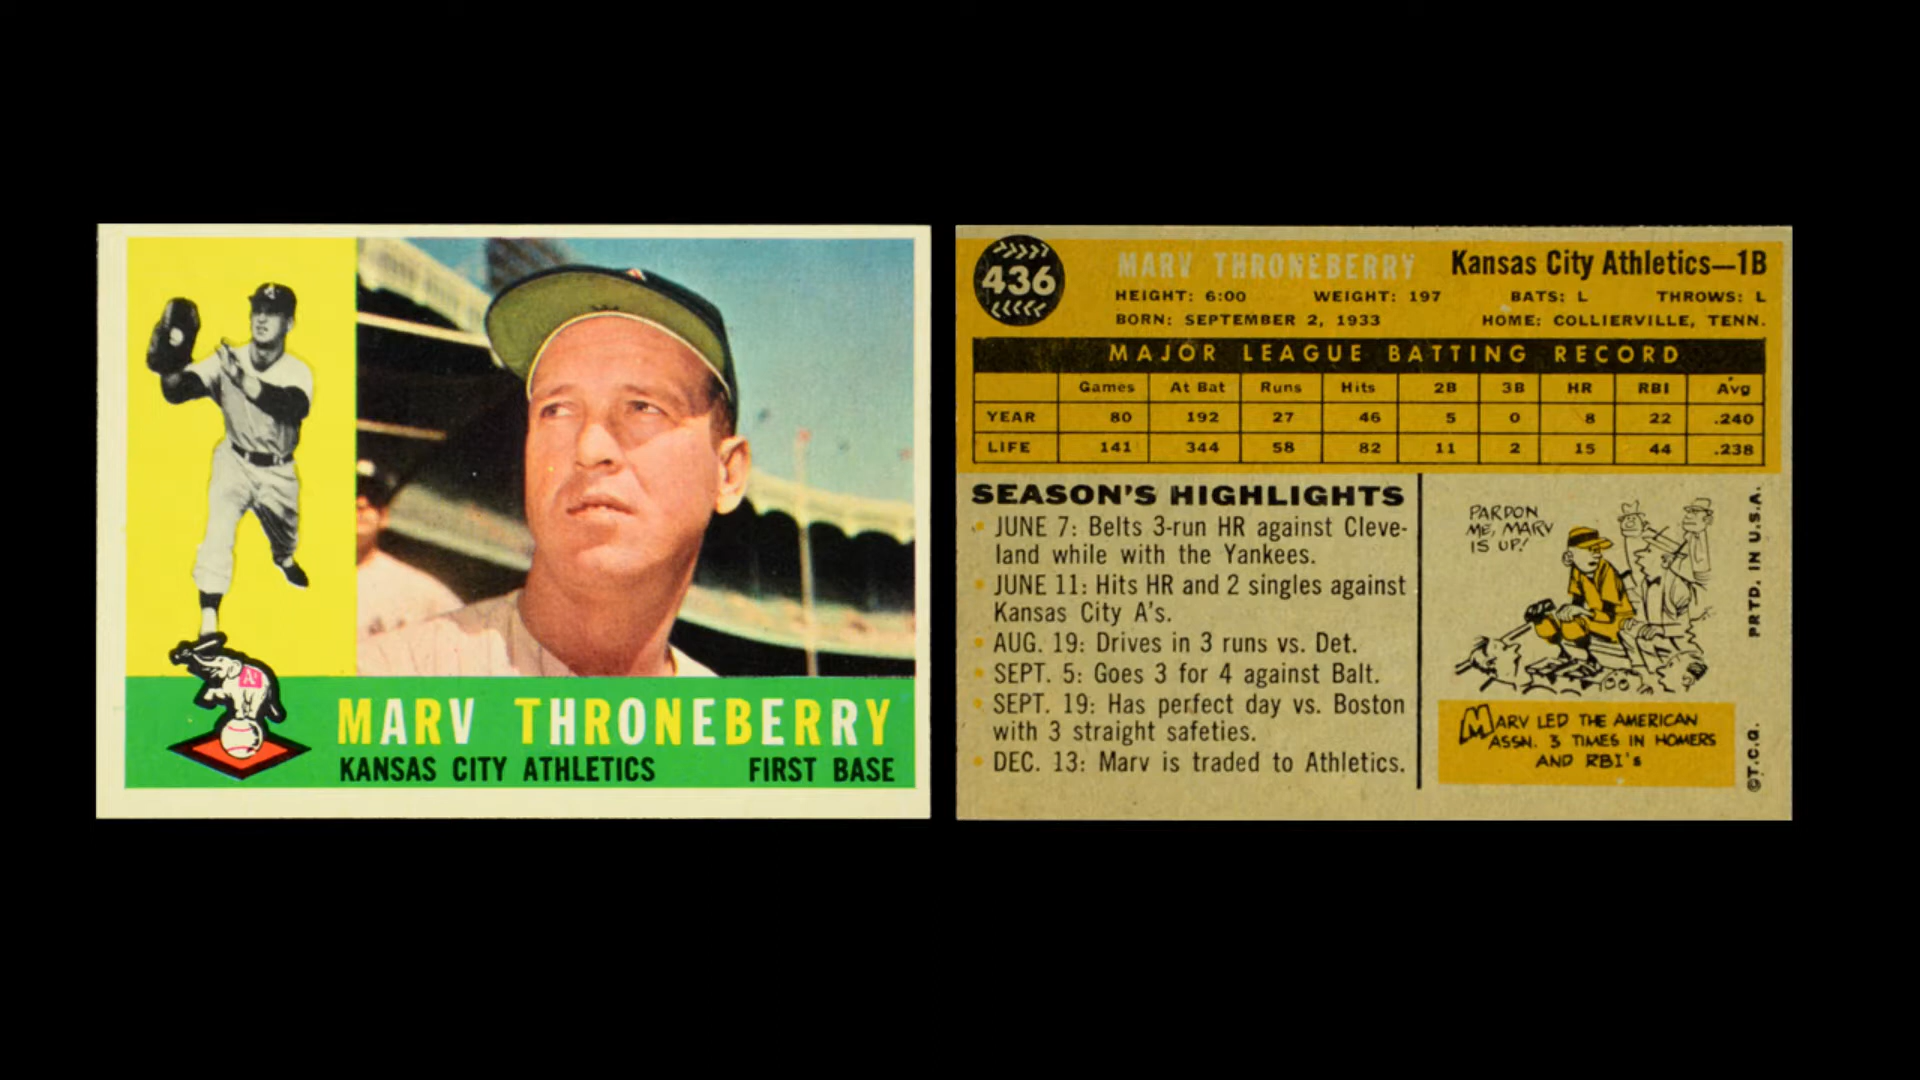 A
A's
MARV THRONEBERRY
KANSAS CITY ATHLETICS FIRST BASE
436
MARV THRONEBERRY Kansas City Athletics—1B
HEIGHT: 6:00 WEIGHT: 197 BATS: L THROWS: L
BORN: SEPTEMBER 2, 1933 HOME: COLLIERVILLE, TENN.
MAJOR LEAGUE BATTING RECORD
Games At Bat Runs Hits 2B 3B HR RBI Avg
YEAR 80 192 27 46 5 0 8 22 .240
LIFE 141 344 58 82 11 2 15 44 .238
SEASON'S HIGHLIGHTS
JUNE 7: Belts 3-run HR against Cleve-
land while with the Yankees.
JUNE 11: Hits HR and 2 singles against
Kansas City A's.
AUG. 19: Drives in 3 runs vs. Det.
SEPT. 5: Goes 3 for 4 against Balt.
SEPT. 19: Has perfect day vs. Boston
with 3 straight safeties.
DEC. 13: Marv is traded to Athletics.
PARDON
ME, MARV
IS UP!
MARV LED THE AMERICAN
ASSN. 3 TIMES IN HOMERS
AND RBI's
PRTD. IN U.S.A.
©T.C.G.